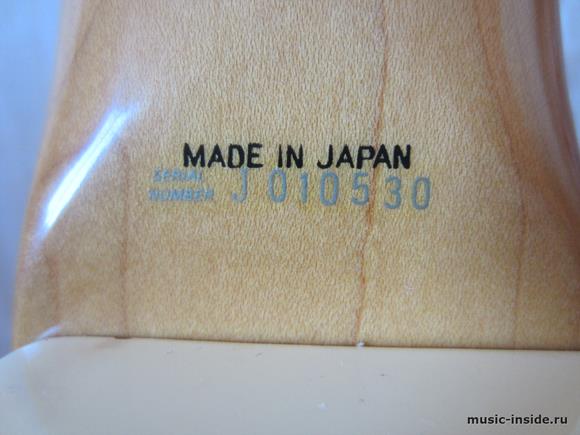 MADE IN JAPAN
SERIAL
NUMBER J 010530
music-inside.ru